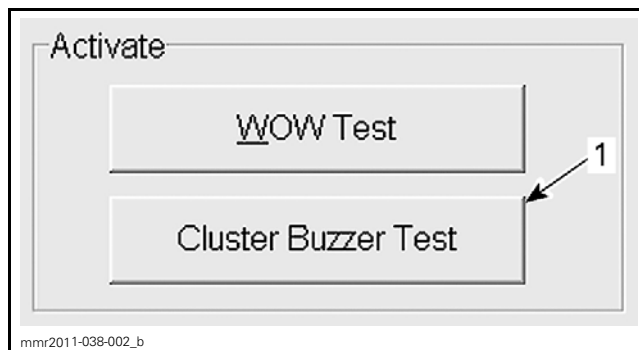 Activate
WOW Test
1
Cluster Buzzer Test
mmr2011-038-002_b